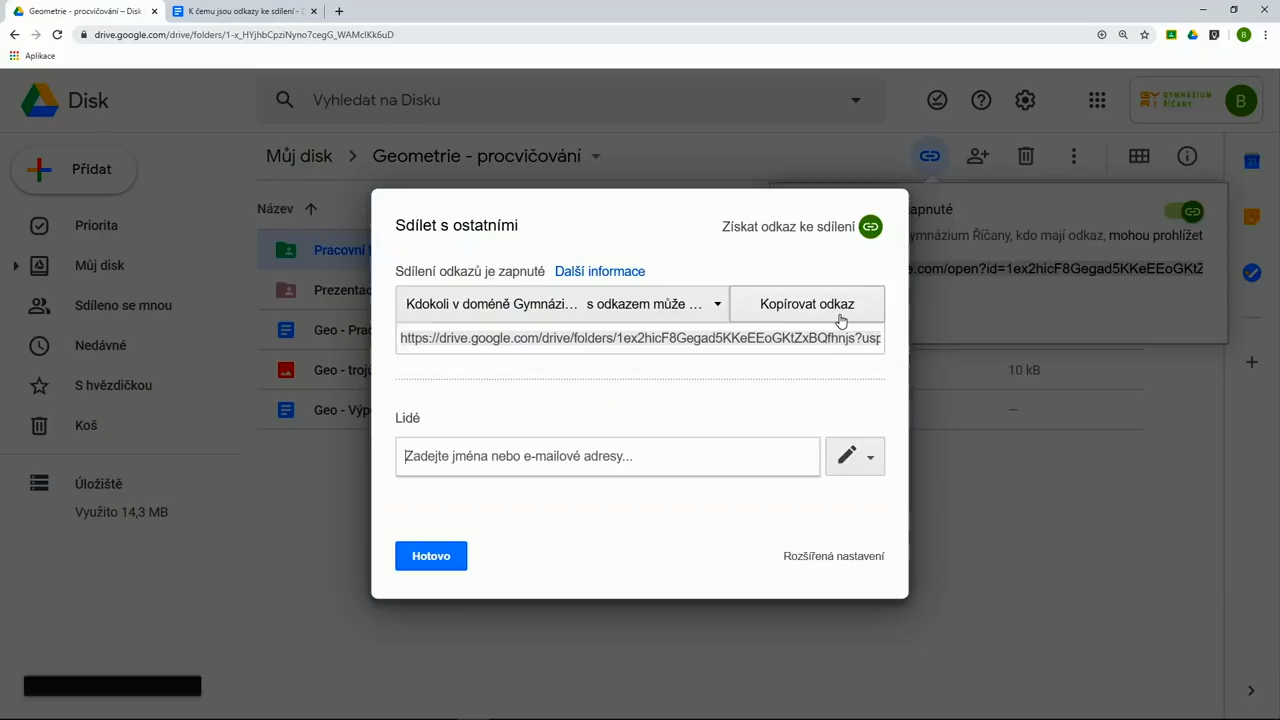 Geometrie - procvičování – Disk
K čemu jsou odkazy ke sdílení -
drive.google.com/drive/folders/1-x_HYjhbCpziNyno7cegG_WAMclKk6uD
B
Aplikace
Disk
Vyhledat na Disku
GYMNÁZIUM
ŘÍČANY
B
Přidat
Můj disk
Geometrie - procvičování
Název
Priorita
Můj disk
Sdíleno se mnou
Nedávné
S hvězdičkou
Koš
Úložiště
Využito 14,3 MB
Pracovní
Prezentac
Geo - Pra
Geo - troj
Geo - Výp
10 kB
–
zapnuté
ymnázium Říčany, kdo mají odkaz, mohou prohlížet
e.com/open?id=1ex2hicF8Gegad5KKeEEoGKtZ
31
Sdílet s ostatními
Získat odkaz ke sdílení
Sdílení odkazů je zapnuté Další informace
Kdokoli v doméně Gymnázi... s odkazem může ...
Kopírovat odkaz
https://drive.google.com/drive/folders/1ex2hicF8Gegad5KKeEEoGKtZxBQfhnjs?usp
Lidé
Zadejte jména nebo e-mailové adresy...
Hotovo
Rozšířená nastavení